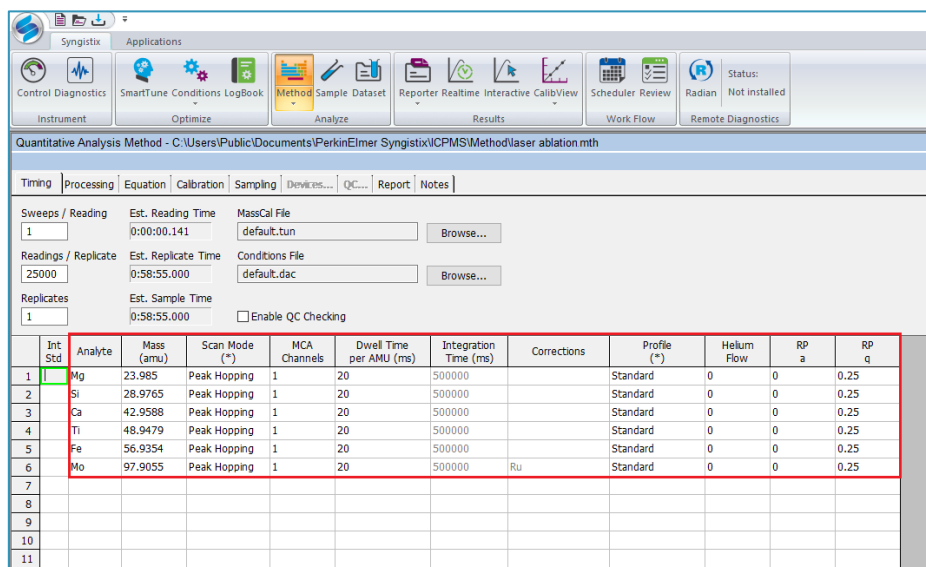 Syngistix Applications
Control Diagnostics SmartTune Conditions LogBook Method Sample Dataset Reporter Realtime Interactive CalibView Scheduler Review Radian Status:
Not installed
Instrument Optimize Analyze Results Work Flow Remote Diagnostics
Quantitative Analysis Method - C:\Users\Public\Documents\PerkinElmer Syngistix\ICPMS\Method\laser ablation.mth
Timing Processing Equation Calibration Sampling Devices... QC... Report Notes
Sweeps / Reading Est. Reading Time MassCal File
1 0:00:00.141 default.tun Browse...
Readings / Replicate Est. Replicate Time Conditions File
25000 0:58:55.000 default.dac Browse...
Replicates Est. Sample Time
1 0:58:55.000 Enable QC Checking
Int Std Analyte Mass (amu) Scan Mode (*) MCA Channels Dwell Time per AMU (ms) Integration Time (ms) Corrections Profile (*) Helium Flow RP a RP q
1 Mg 23.985 Peak Hopping 1 20 500000 Standard 0 0 0.25
2 Si 28.9765 Peak Hopping 1 20 500000 Standard 0 0 0.25
3 Ca 42.9588 Peak Hopping 1 20 500000 Standard 0 0 0.25
4 Ti 48.9479 Peak Hopping 1 20 500000 Standard 0 0 0.25
5 Fe 56.9354 Peak Hopping 1 20 500000 Standard 0 0 0.25
6 Mo 97.9055 Peak Hopping 1 20 500000 Ru Standard 0 0 0.25
7
8
9
10
11